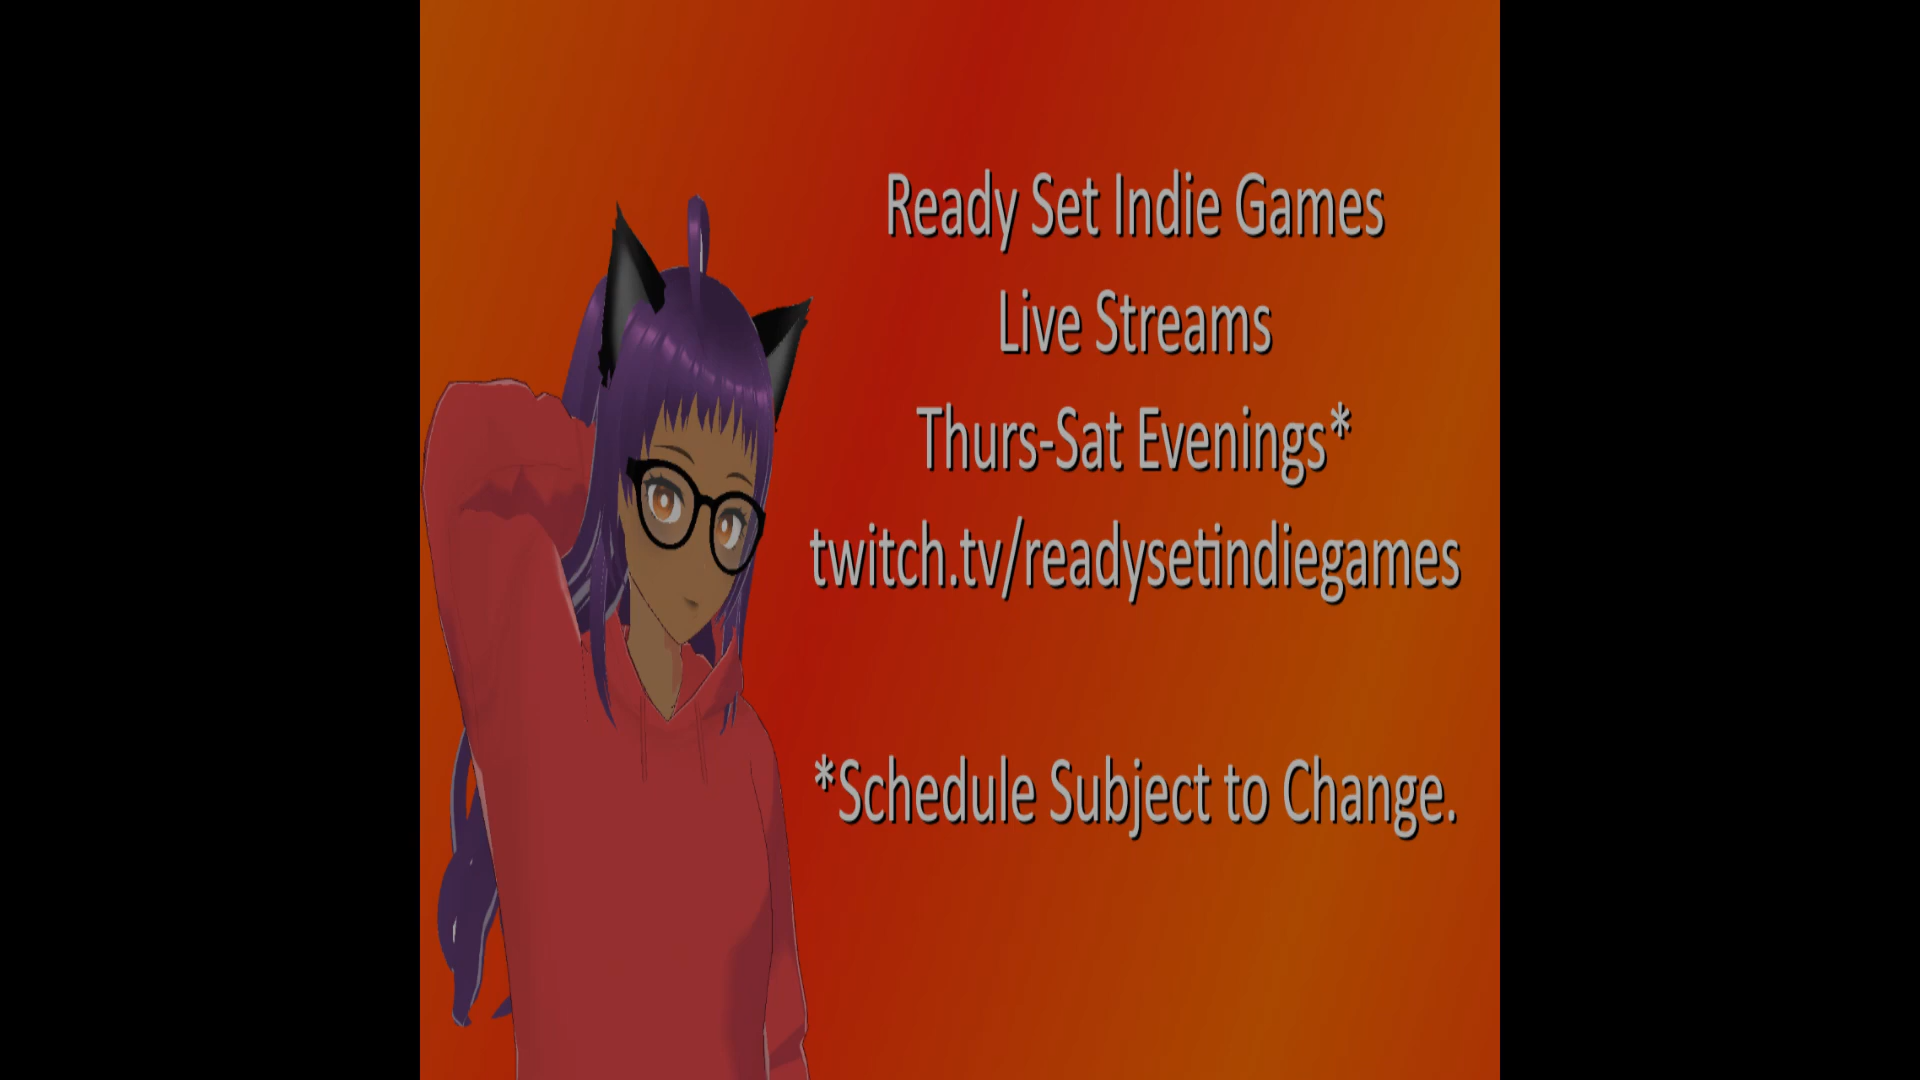 Ready Set Indie Games
Live Streams
Thurs-Sat Evenings*
twitch.tv/readysetindiegames
*Schedule Subject to Change.